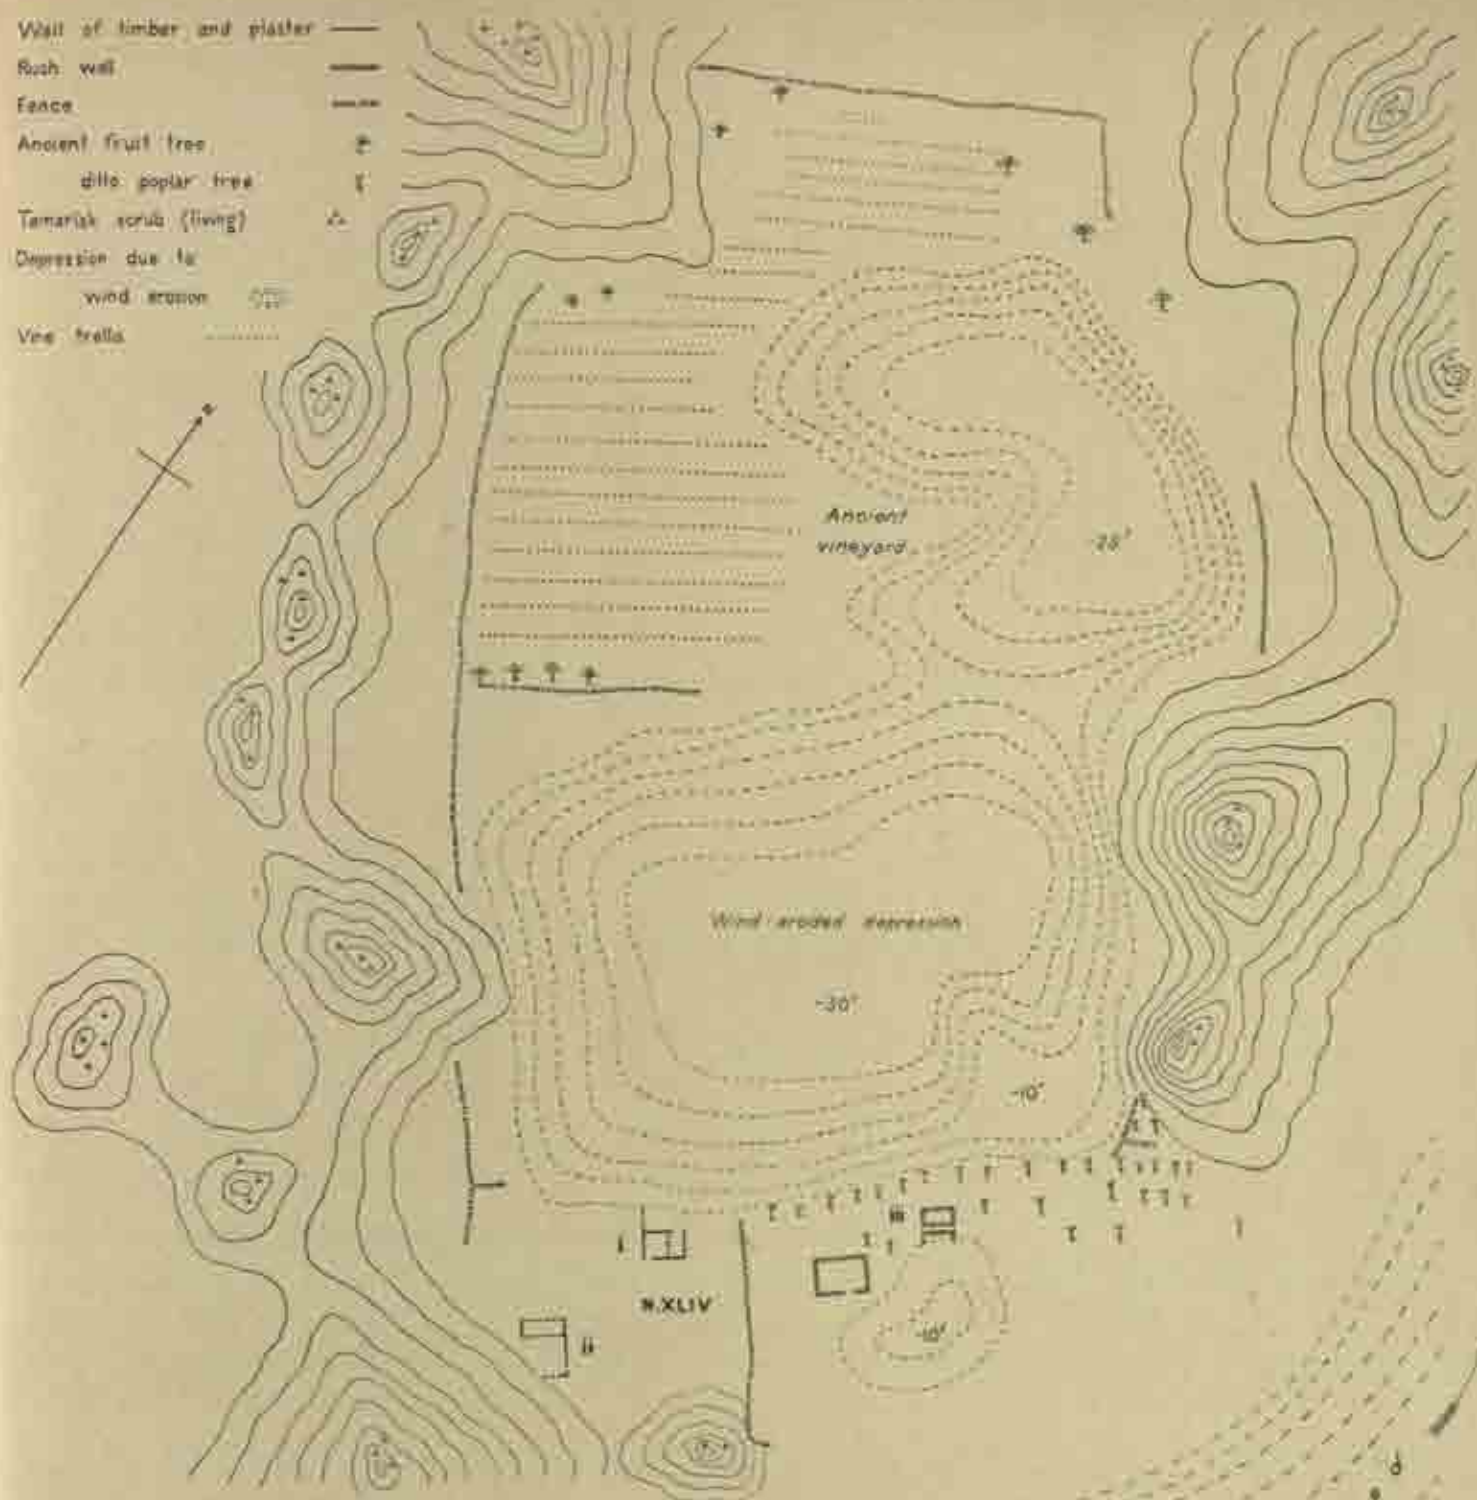 Wall of timber and plaster
Rush wall
Fence
Ancient fruit tree
ditto poplar tree
Tamarisk scrub (living)
Depression due to
wind erosion
Vine trellis
Ancient
vineyard
Wind eroded depression
-30'
-10'
i
iii
N.XLIV
ii
-10'
d